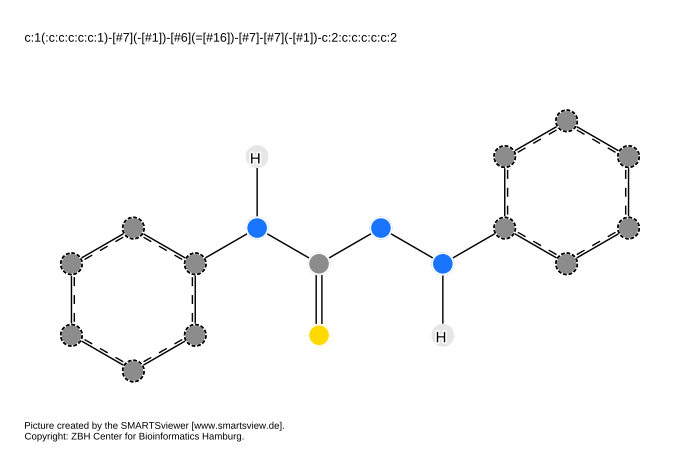 c:1(:c:c:c:c:c:1)-[#7](-[#1])-[#6](=[#16])-[#7]-[#7](-[#1])-c:2:c:c:c:c:c:2
H
H
Picture created by the SMARTSviewer [www.smartsview.de].
Copyright: ZBH Center for Bioinformatics Hamburg.